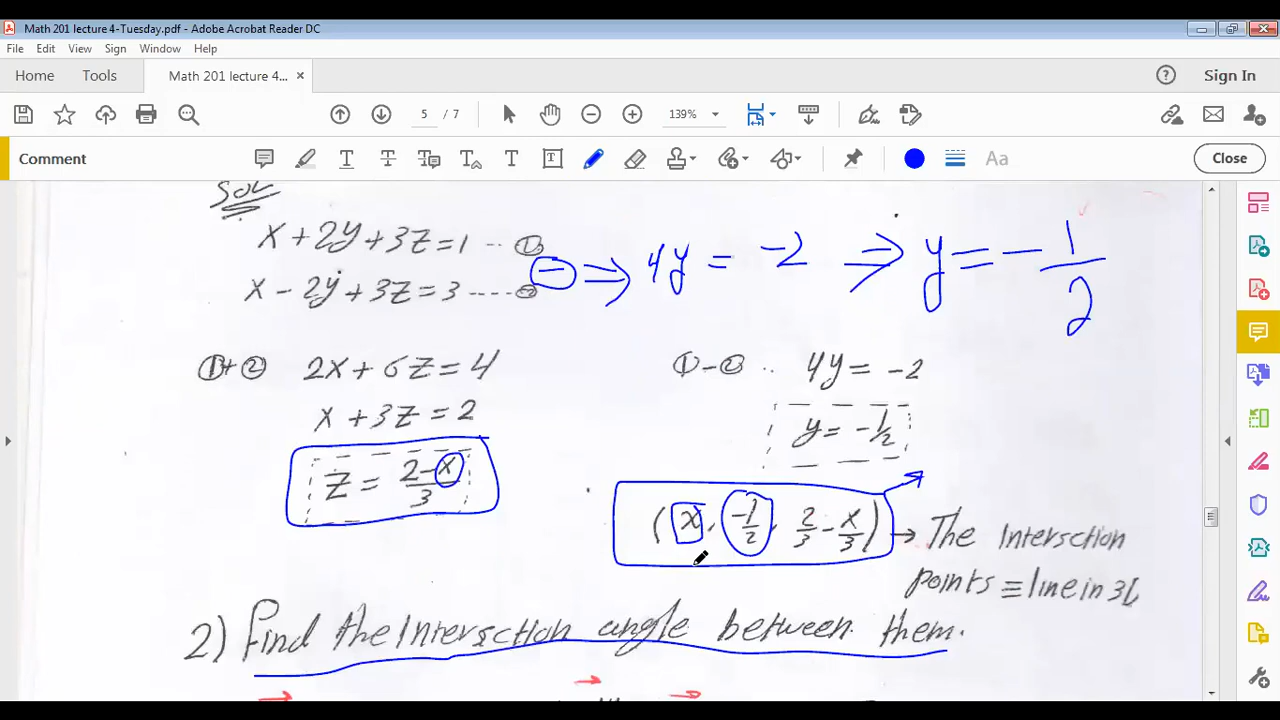 Math 201 lecture 4-Tuesday.pdf - Adobe Acrobat Reader DC
File Edit View Sign Window Help
Home Tools Math 201 lecture 4... × Sign In
5 / 7 139%
Comment Close
Sol
x + 2y + 3z = 1 -- ①
x - 2y + 3z = 3 ---- ②
⊖ ⇒ 4y = -2 ⇒ y = - 1/2
①+② 2x + 6z = 4
x + 3z = 2
z = (2-x)/3
①-② .. 4y = -2
y = -1/2
(x, -1/2, 2/3 - x/3) → The Intersction
points ≡ line in 3D
2) Find the Intersction angle between them.